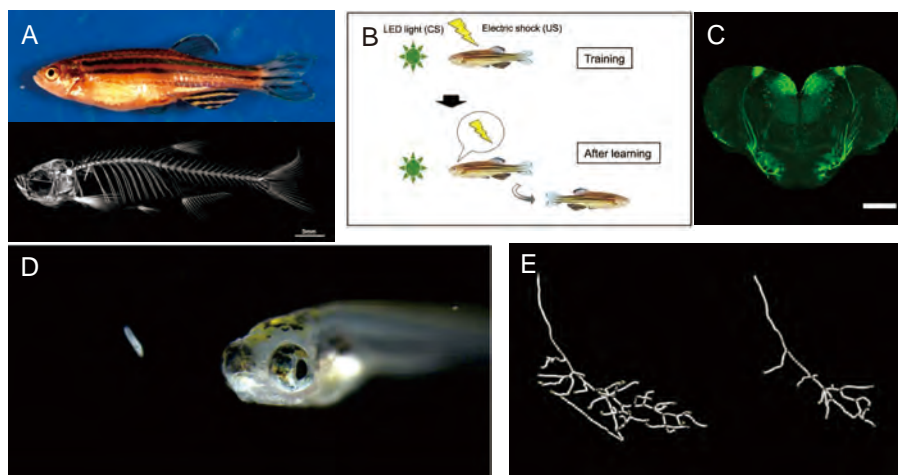 A
5mm
B
LED light (CS)
Electric shock (US)
Training
After learning
C
D
E